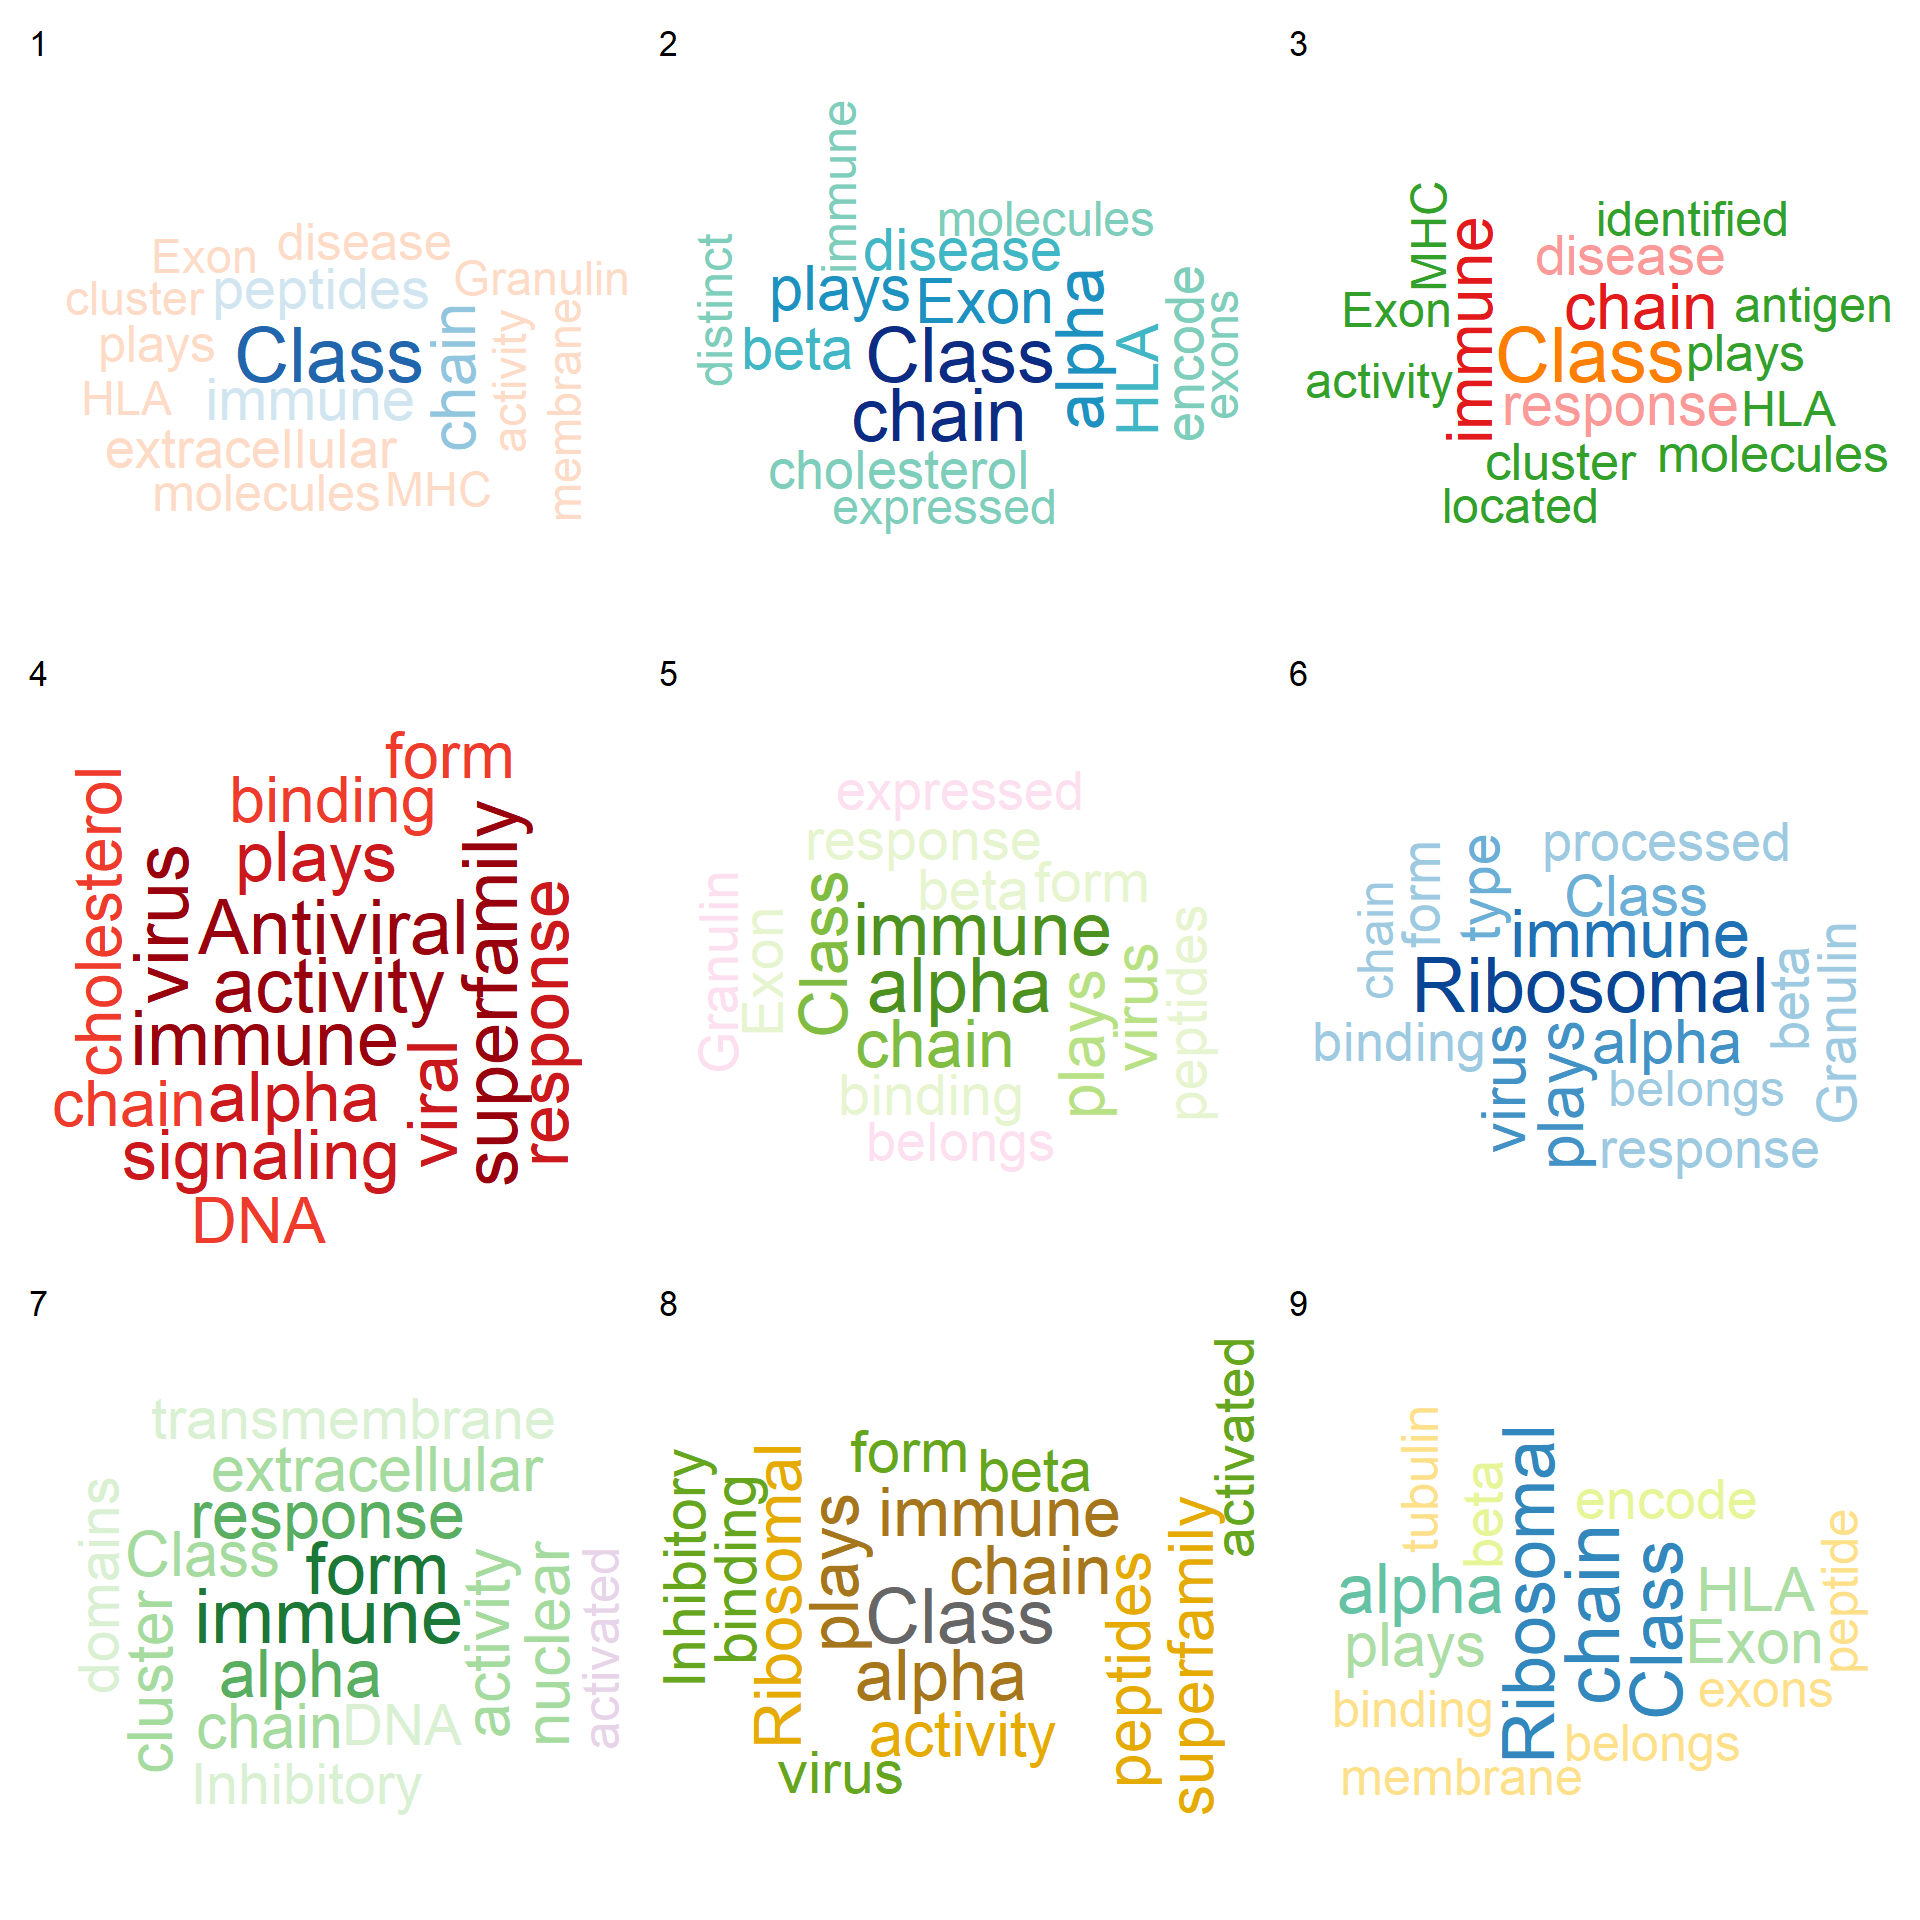 1
disease
Exon
Granulin
peptides
cluster
chain
membrane
activity
plays
Class
immune
HLA
extracellular
molecules
MHC
2
immune
molecules
distinct
disease
plays
Exon
alpha
encode
exons
beta
Class
HLA
chain
cholesterol
expressed
3
MHC
identified
immune
disease
Exon
chain
antigen
Class
plays
activity
response
HLA
cluster
molecules
located
4
form
cholesterol
binding
superfamily
virus
plays
response
Antiviral
activity
immune
viral
chain
alpha
signaling
DNA
5
expressed
response
Granulin
Class
beta
form
Exon
immune
peptides
virus
alpha
plays
chain
binding
belongs
6
processed
form
type
Class
chain
immune
Granulin
beta
Ribosomal
binding
virus
plays
alpha
belongs
response
7
transmembrane
extracellular
domains
response
Class
form
activity
nuclear
activated
cluster
immune
alpha
chain
DNA
Inhibitory
8
activated
form
beta
Inhibitory
binding
Ribosomal
plays
immune
superfamily
chain
peptides
Class
alpha
activity
virus
9
tubulin
beta
Ribosomal
encode
chain
Class
peptide
alpha
HLA
plays
Exon
exons
binding
belongs
membrane